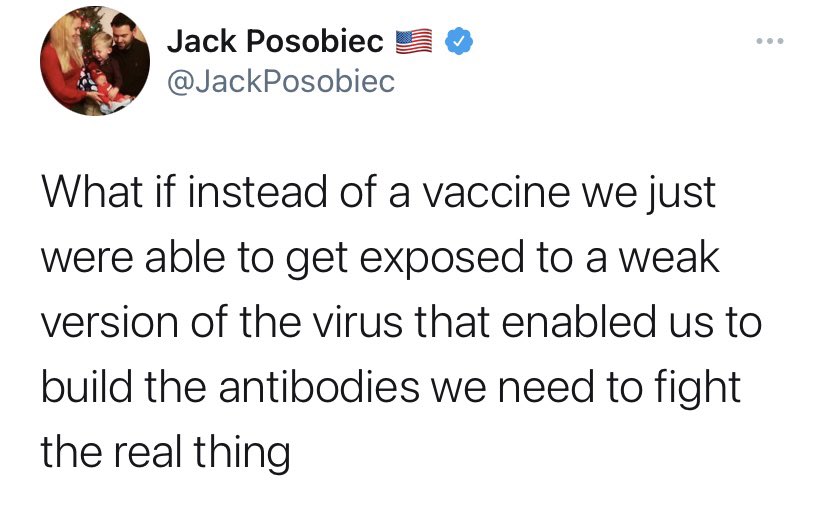 Jack Posobiec 🇺🇸
@JackPosobiec
What if instead of a vaccine we just
were able to get exposed to a weak
version of the virus that enabled us to
build the antibodies we need to fight
the real thing